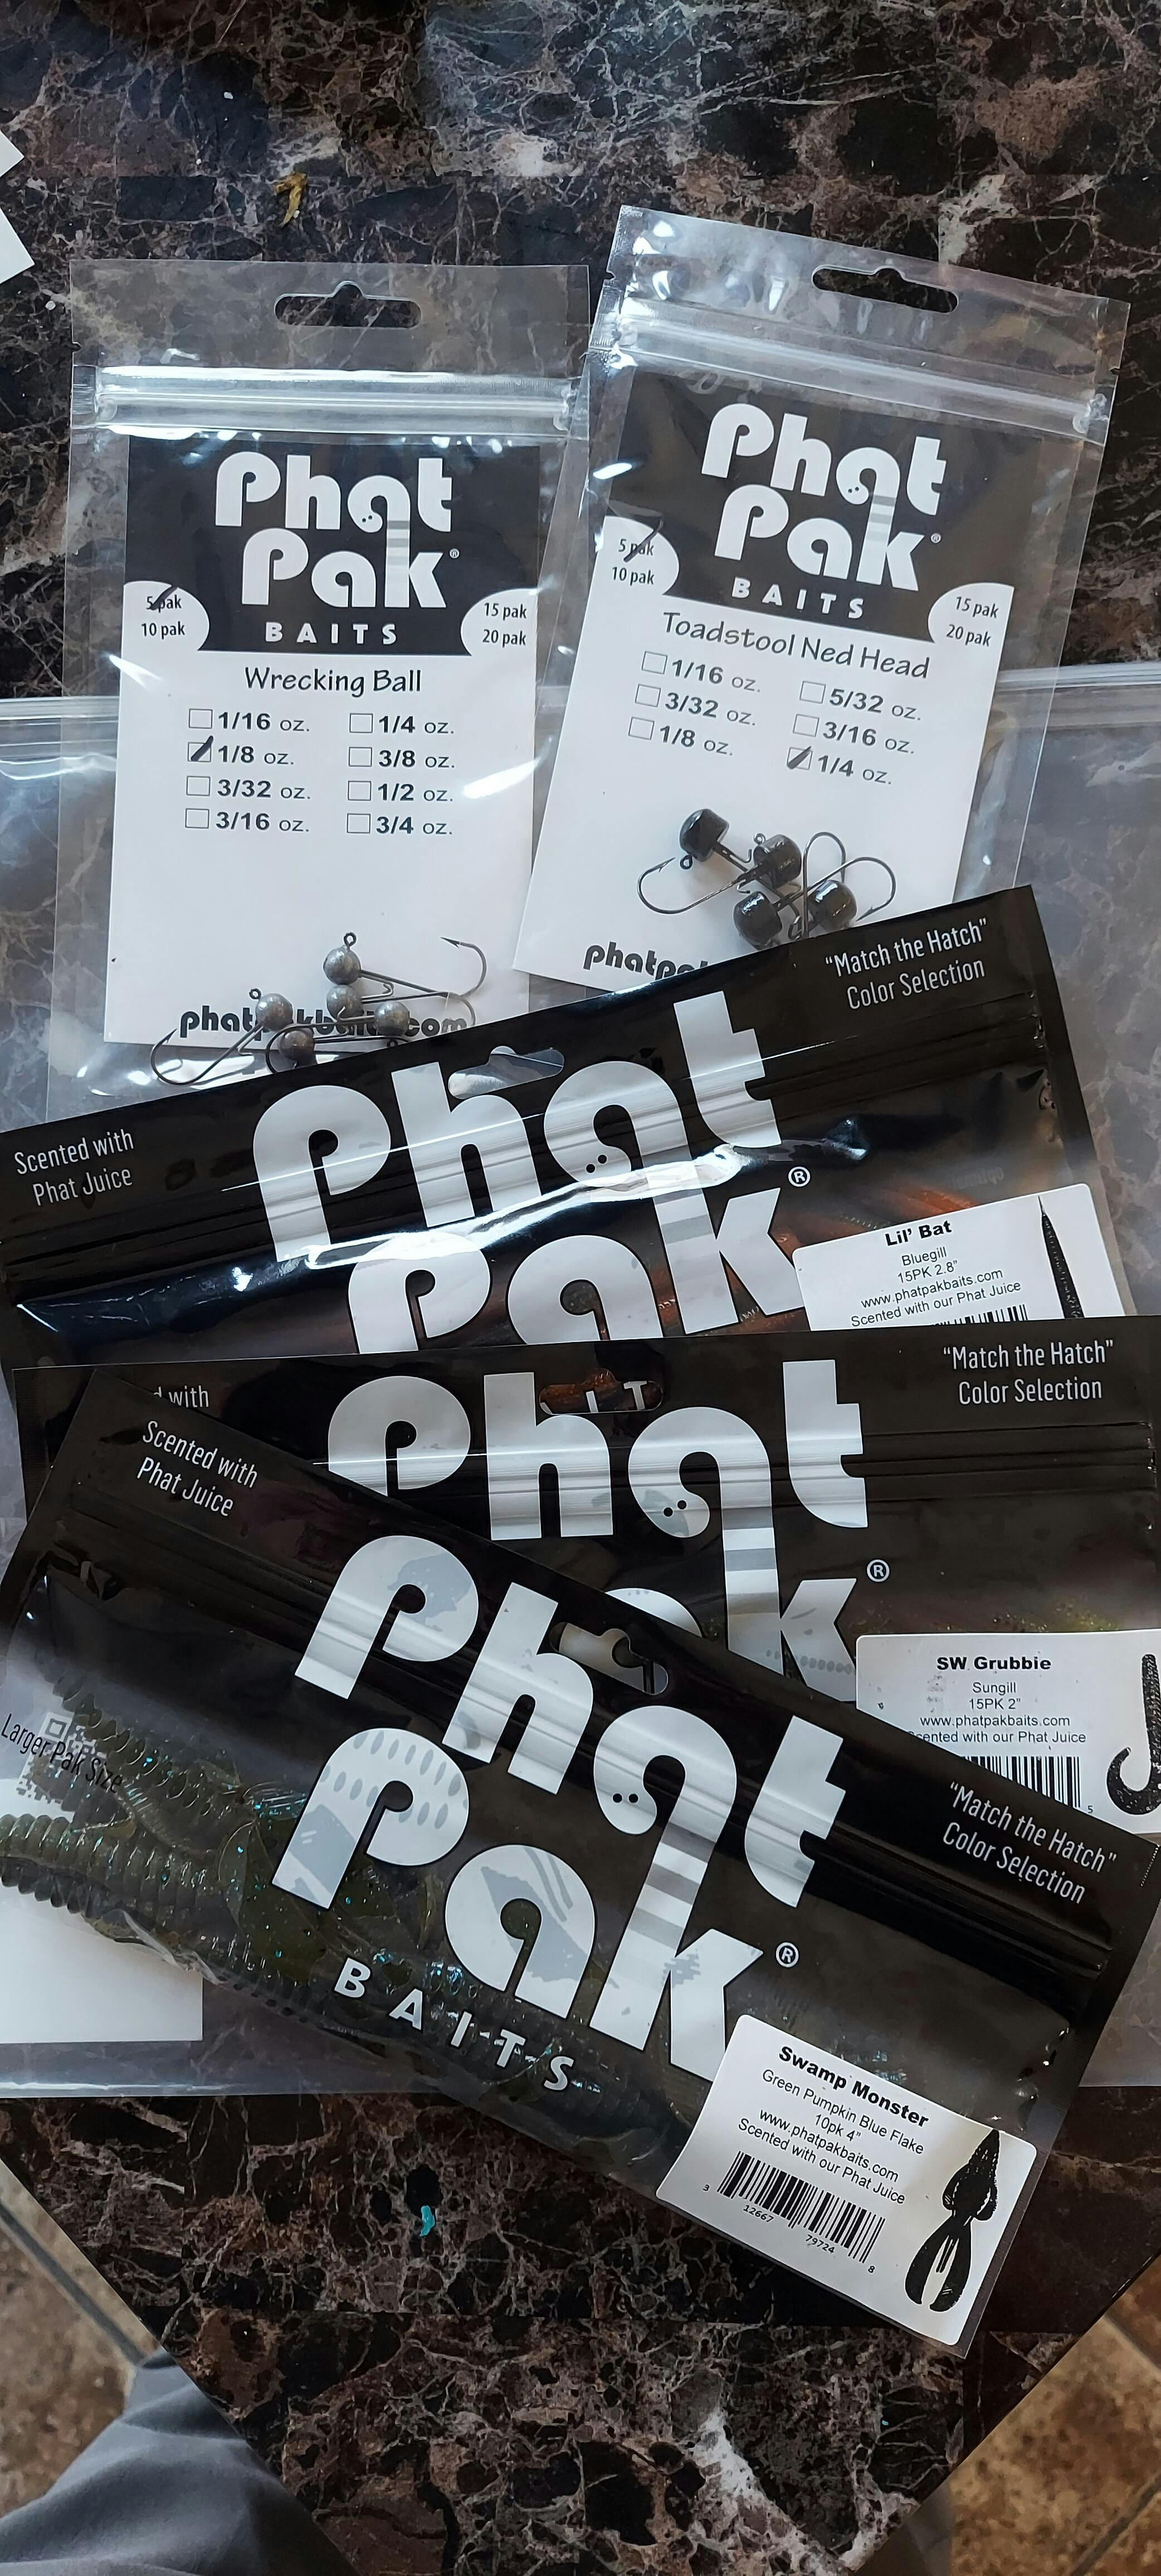 Phat
Pak®
BAITS
5 pak
10 pak
15 pak
20 pak
Wrecking Ball
1/16 oz.
1/4 oz.
1/8 oz.
3/8 oz.
3/32 oz.
1/2 oz.
3/16 oz.
3/4 oz.
phatpakbaits.com
Phat
Pak®
BAITS
5 pak
10 pak
15 pak
20 pak
Toadstool Ned Head
1/16 oz.
5/32 oz.
3/32 oz.
3/16 oz.
1/8 oz.
1/4 oz.
"Match the Hatch"
Color Selection
Scented with
Phat Juice
Phat
Pak®
Lil' Bat
Bluegill
15PK 2.8"
www.phatpakbaits.com
Scented with our Phat Juice
"Match the Hatch"
Color Selection
with
Phat
k®
SW Grubbie
Sungill
15PK 2"
www.phatpakbaits.com
with our Phat Juice
5
Scented with
Phat Juice
Phat
Pak®
BAITS
Larger Pak Size
"Match the Hatch"
Color Selection
Swamp Monster
Green Pumpkin Blue Flake
10pk 4"
www.phatpakbaits.com
Scented with our Phat Juice
3 12667 79724 8